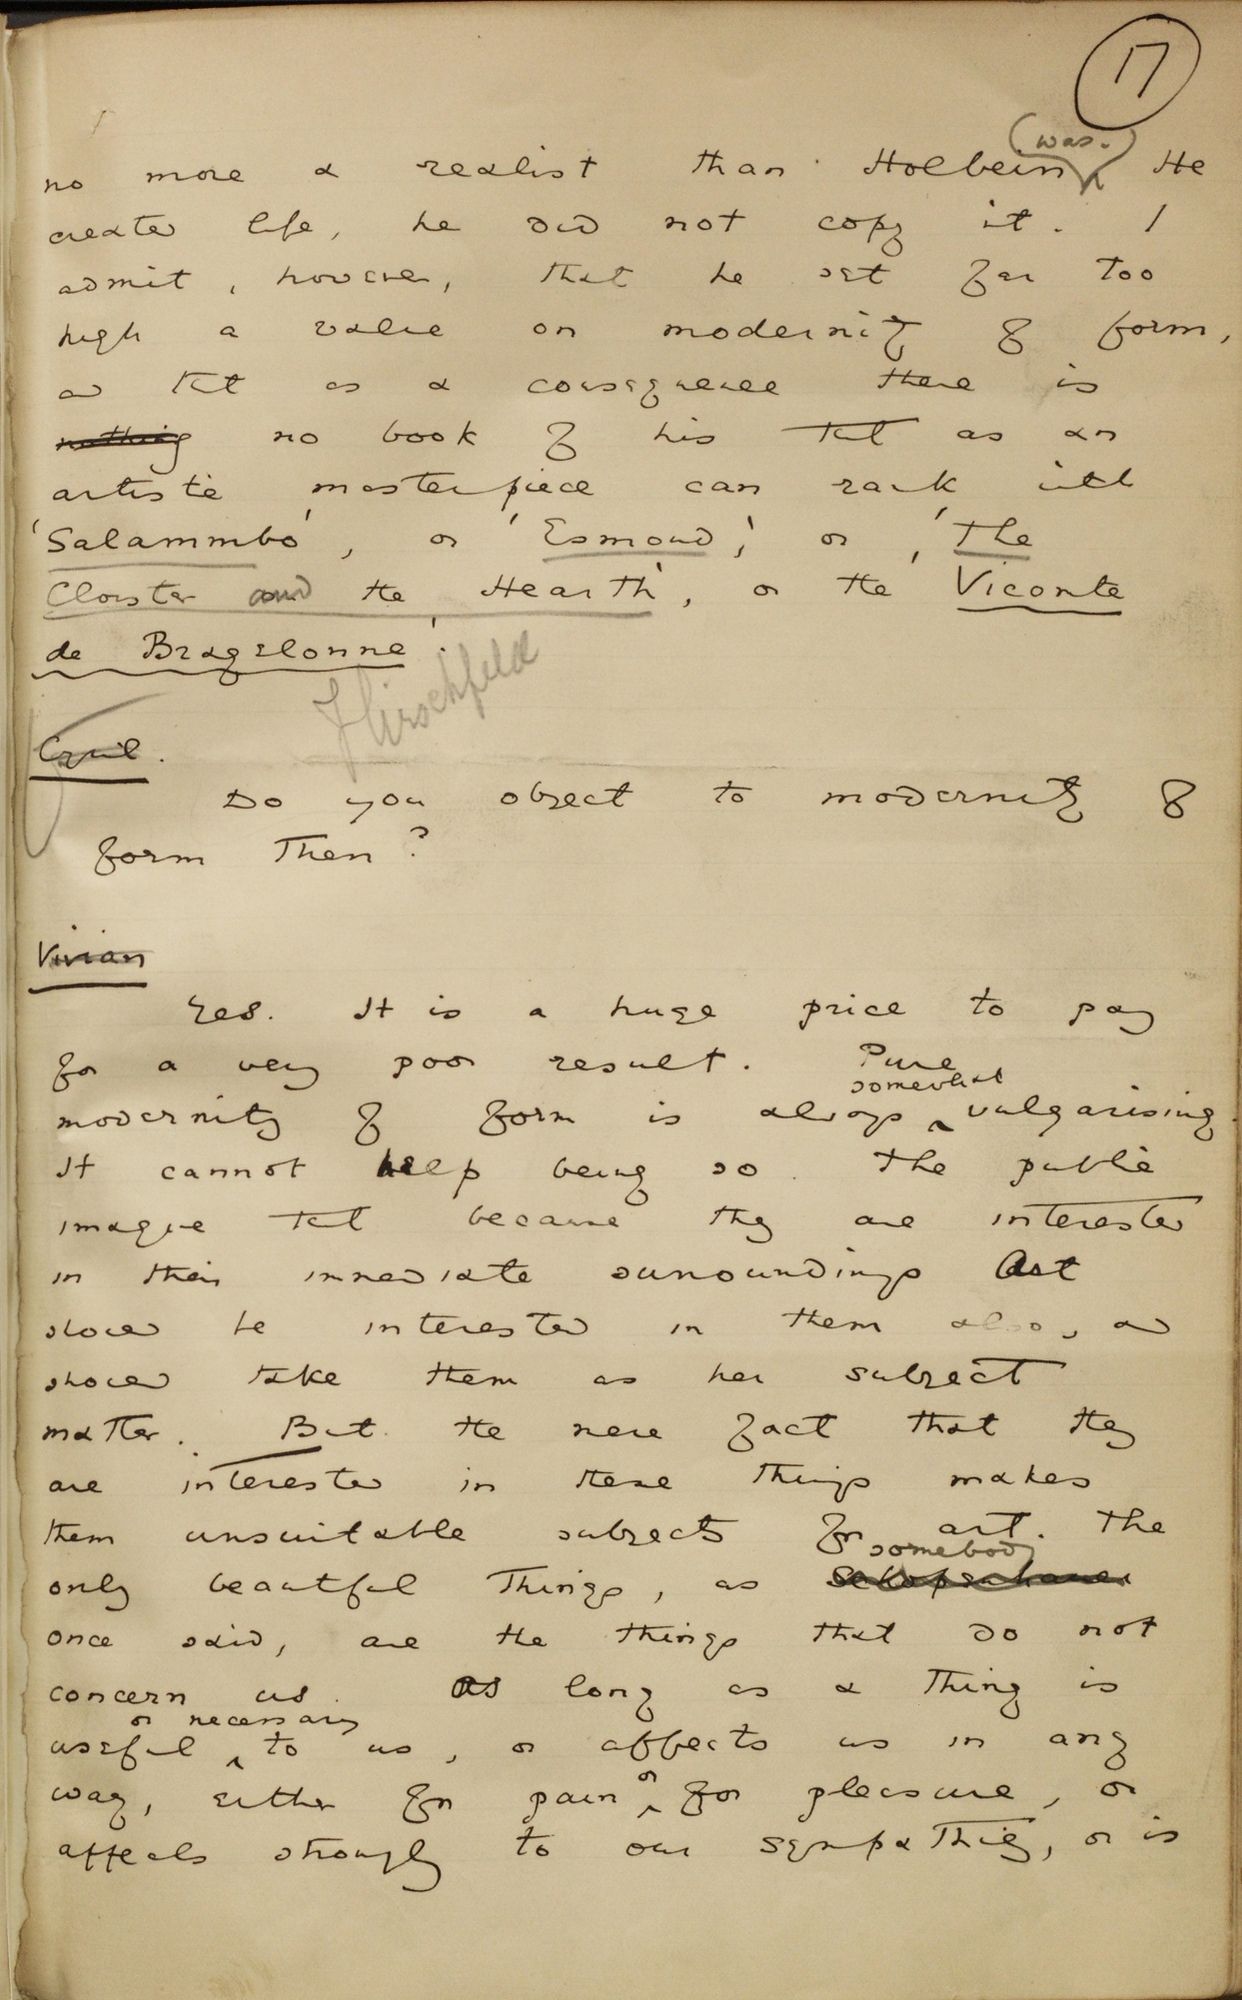 17
no more a realist than Holbein (was.) He
created life, he did not copy it. I
admit, however, that he set far too
high a value on modernity of form,
and that as a consequence there is
nothing no book of his that as an
artistic masterpiece can rank with
'Salammbo', or 'Esmond', or 'The
Cloister and the Hearth', or the 'Vicomte
de Bragelonne'.
Hirschfeld
Cyril.
Do you object to modernity of
form then?
Vivian
Yes. It is a huge price to pay
for a very poor result. Pure
somewhat
modernity of form is always vulgarising.
It cannot help being so. The public
imagine that because they are interested
in their immediate surroundings Art
should be interested in them also, and
should take them as her subject
matter. But the mere fact that they
are interested in these things makes
them unsuitable subjects for art. The
somebody
only beautiful things, as Schopenhauer
once said, are the things that do not
concern us. As long as a thing is
or necessary
useful to us, or affects us in any
way, either for pain or for pleasure, or
appeals strongly to our sympathies, or is